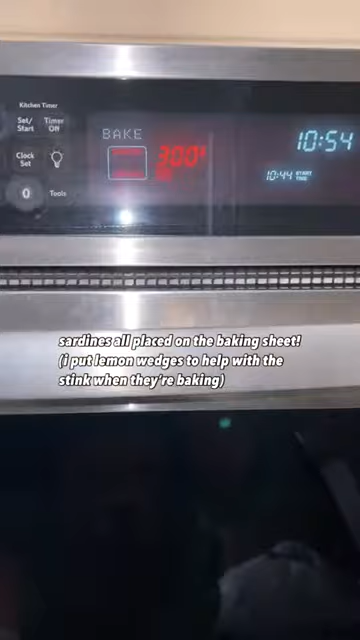 Kitchen Timer
Set/
Start
Timer
Off
Clock
Set
0
Tools
BAKE
300°
10:54
10:44 START
TIME
sardines all placed on the baking sheet!
(i put lemon wedges to help with the
stink when they're baking)